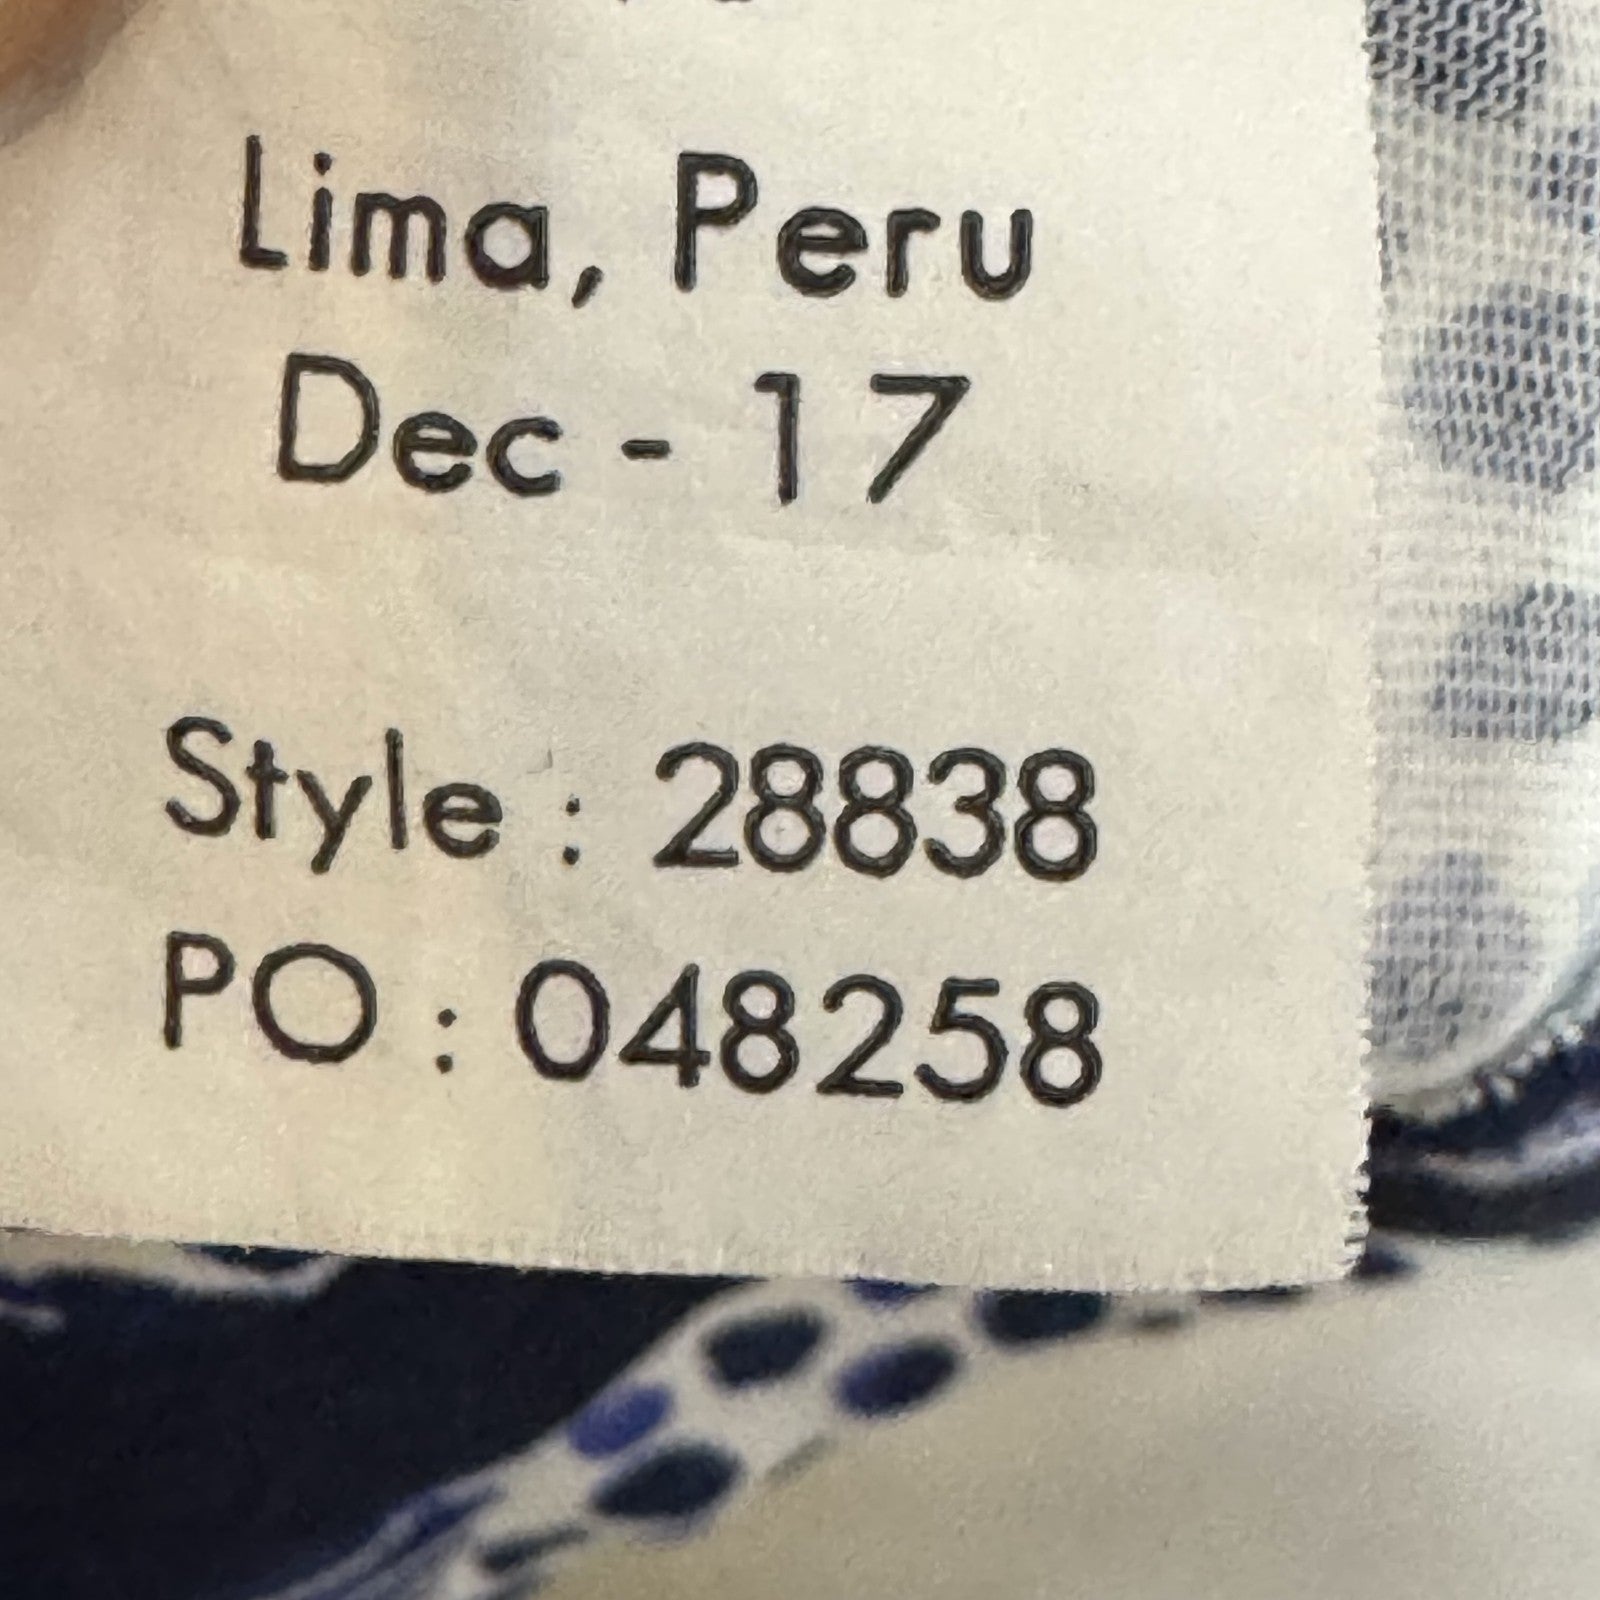 Lima, Peru
Dec - 17
Style : 28838
PO : 048258